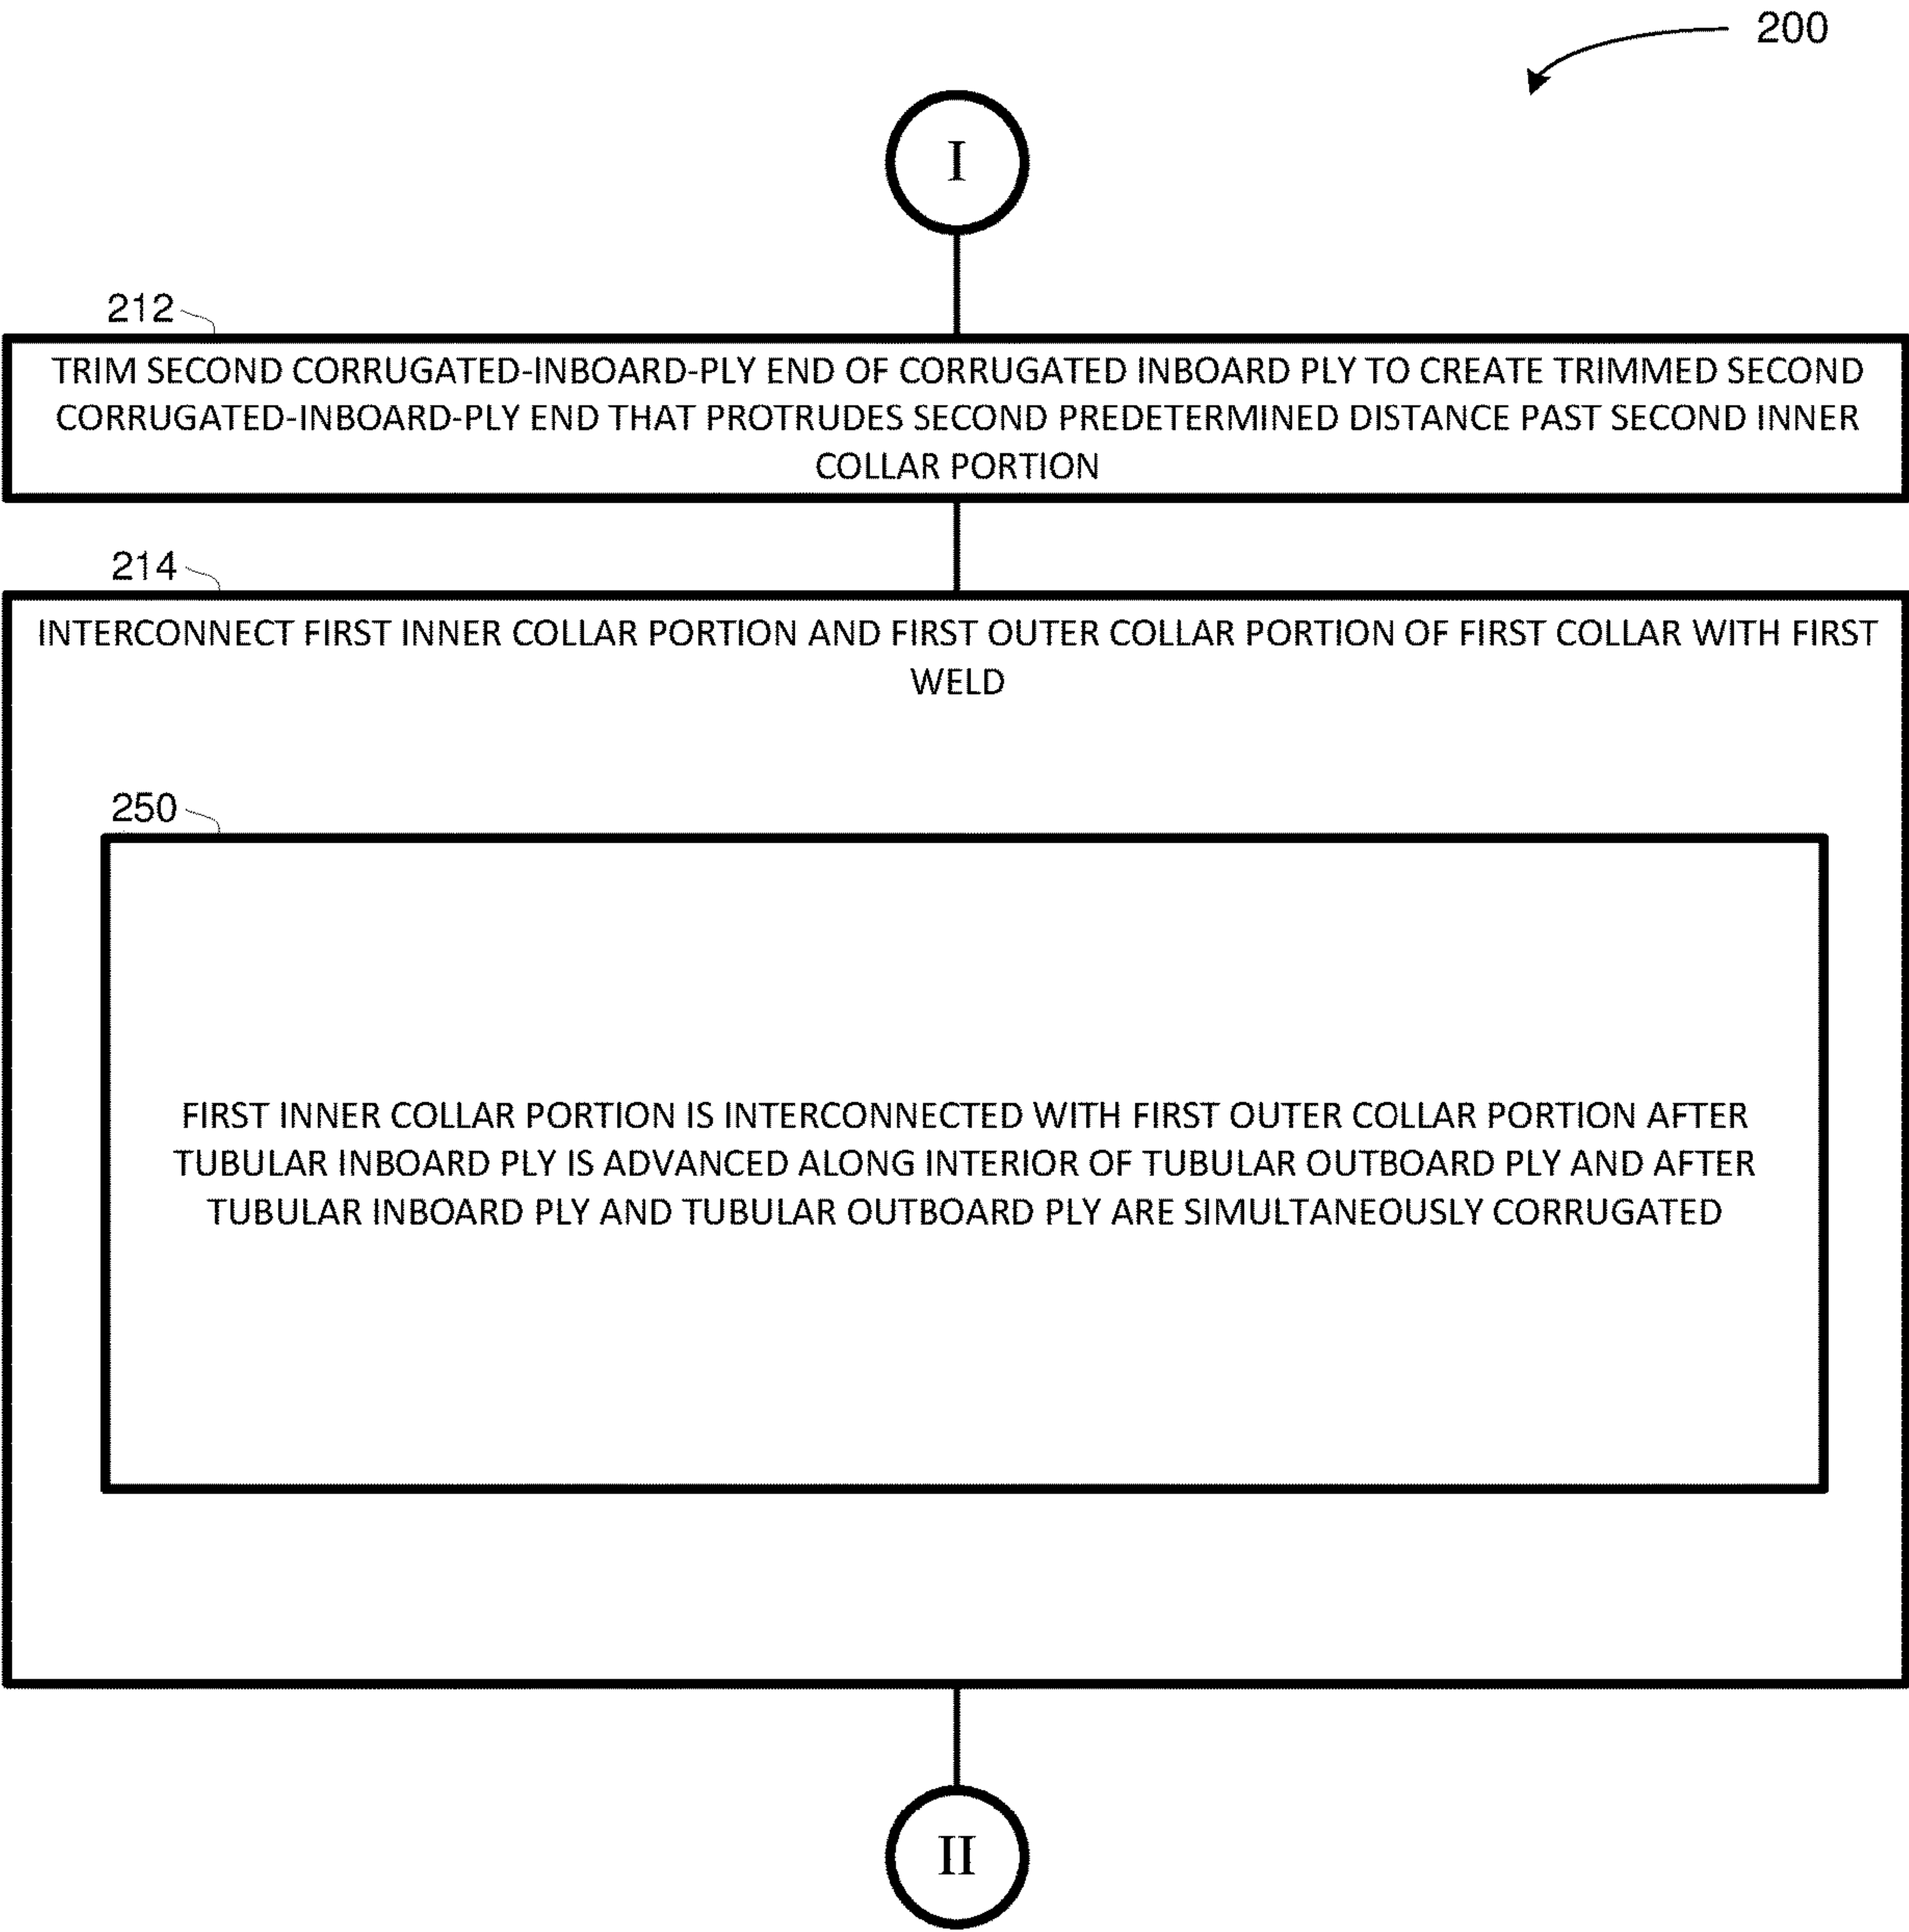 200
I
212
TRIM SECOND CORRUGATED-INBOARD-PLY END OF CORRUGATED INBOARD PLY TO CREATE TRIMMED SECOND
CORRUGATED-INBOARD-PLY END THAT PROTRUDES SECOND PREDETERMINED DISTANCE PAST SECOND INNER
COLLAR PORTION
214
INTERCONNECT FIRST INNER COLLAR PORTION AND FIRST OUTER COLLAR PORTION OF FIRST COLLAR WITH FIRST
WELD
250
FIRST INNER COLLAR PORTION IS INTERCONNECTED WITH FIRST OUTER COLLAR PORTION AFTER
TUBULAR INBOARD PLY IS ADVANCED ALONG INTERIOR OF TUBULAR OUTBOARD PLY AND AFTER
TUBULAR INBOARD PLY AND TUBULAR OUTBOARD PLY ARE SIMULTANEOUSLY CORRUGATED
II